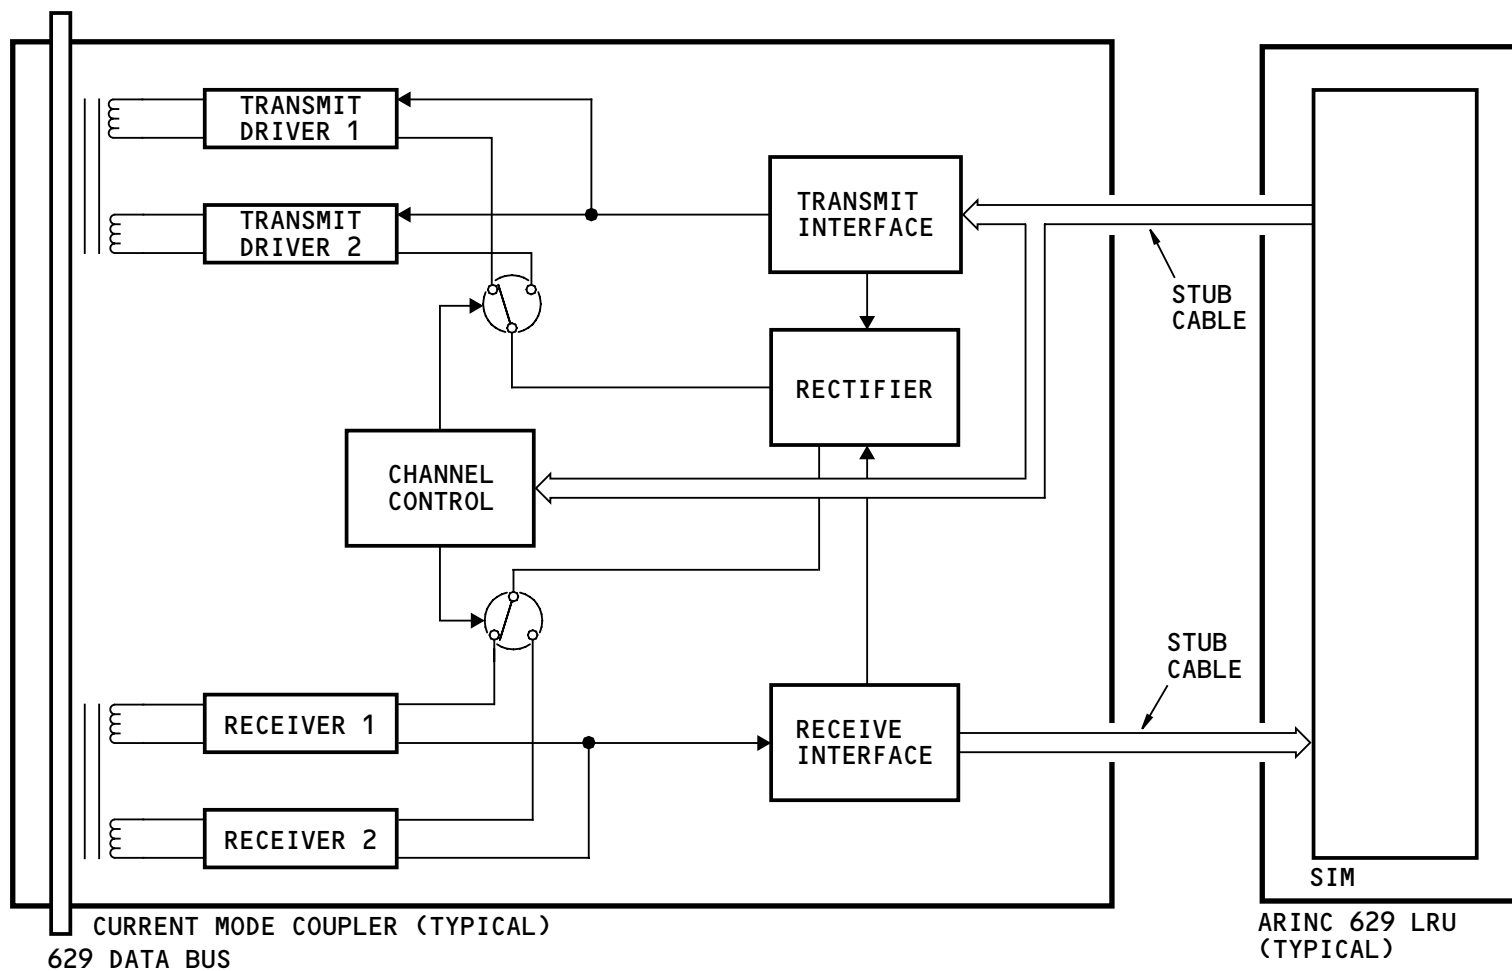 TRANSMIT
DRIVER 1
TRANSMIT
DRIVER 2
TRANSMIT
INTERFACE
STUB
CABLE
RECTIFIER
CHANNEL
CONTROL
STUB
CABLE
RECEIVER 1
RECEIVE
INTERFACE
RECEIVER 2
SIM
CURRENT MODE COUPLER (TYPICAL)
629 DATA BUS
ARINC 629 LRU
(TYPICAL)